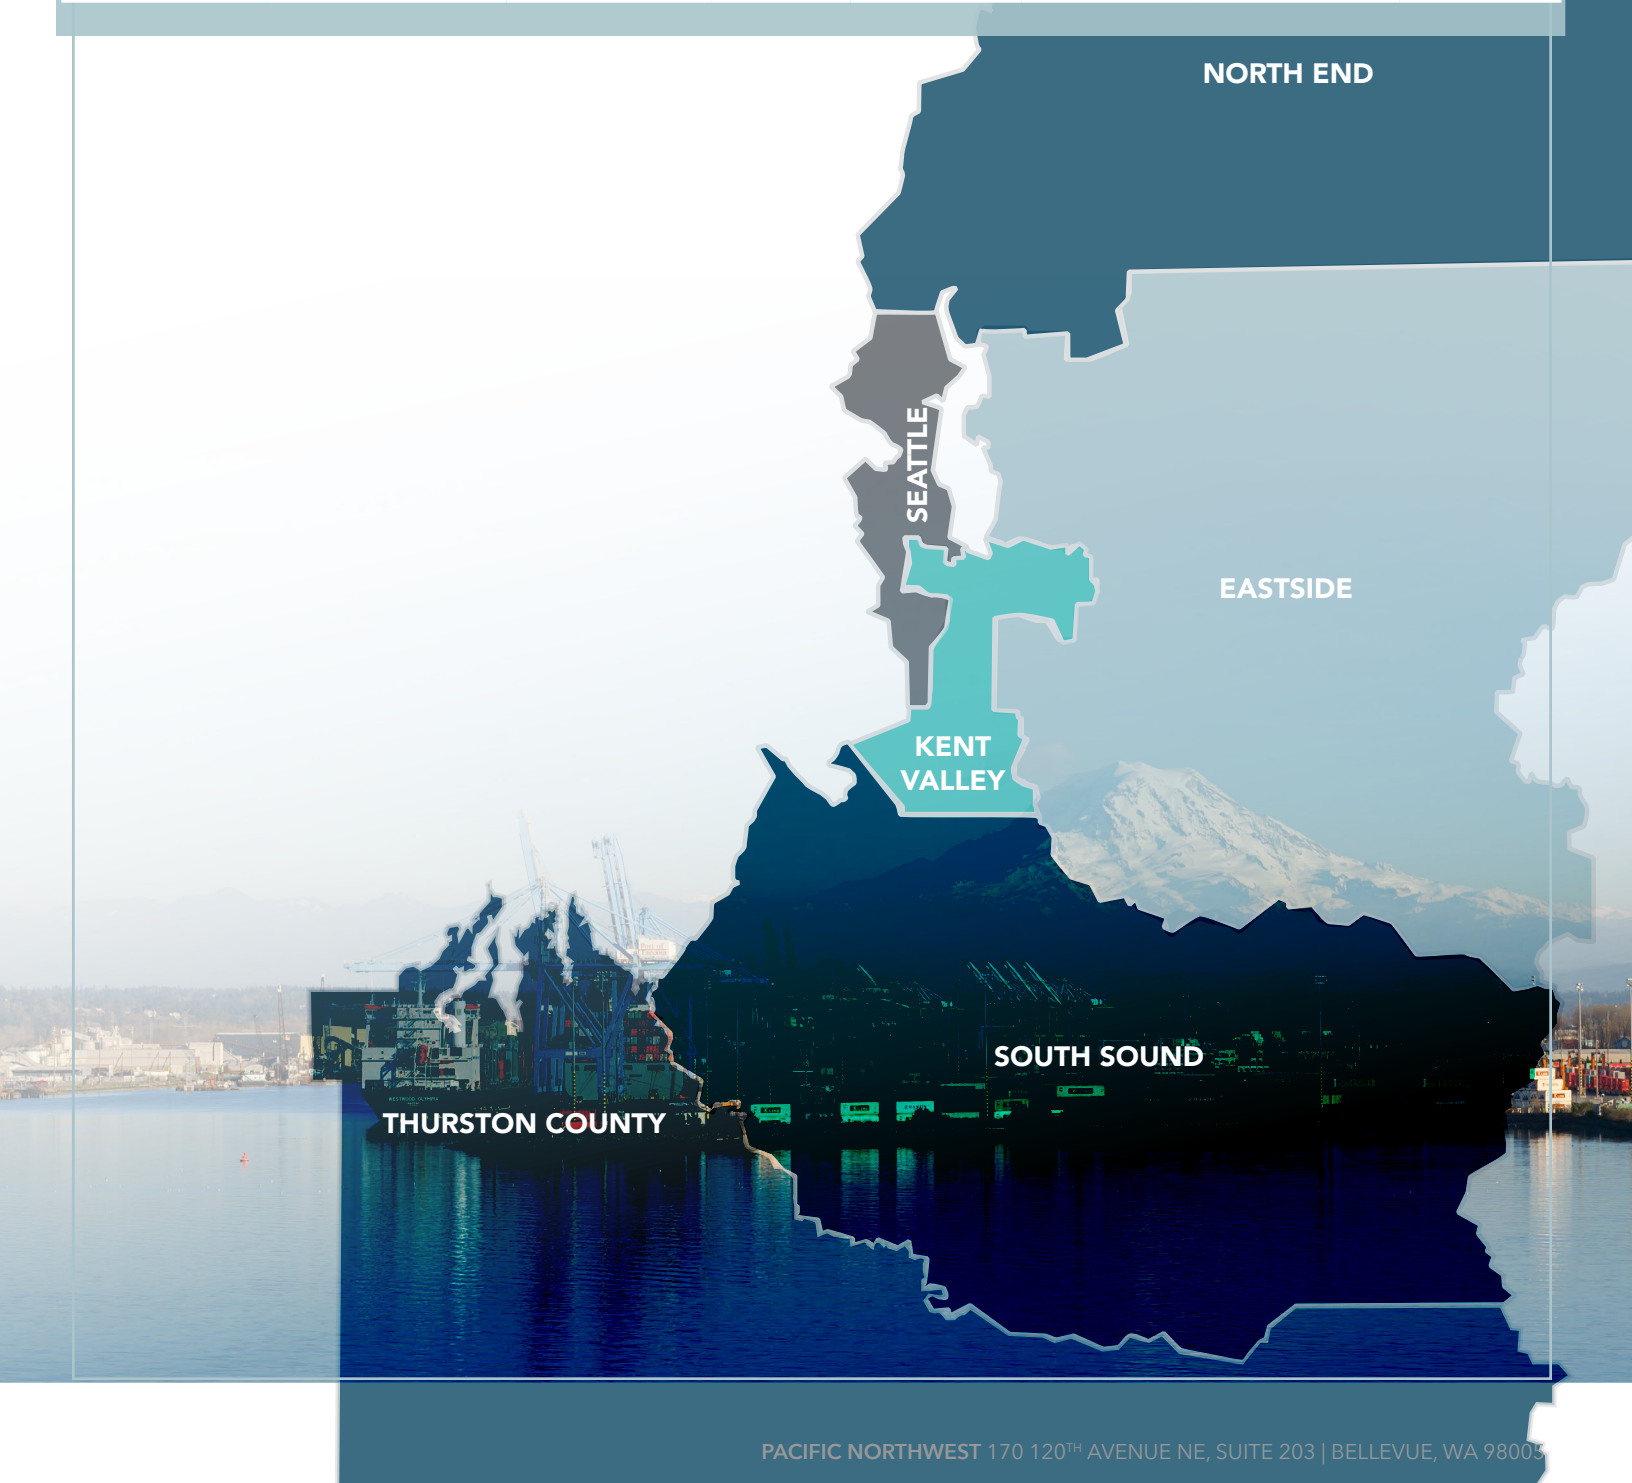 NORTH END
SEATTLE
EASTSIDE
KENT
VALLEY
SOUTH SOUND
THURSTON COUNTY
PACIFIC NORTHWEST 170 120TH AVENUE NE, SUITE 203 | BELLEVUE, WA 98005